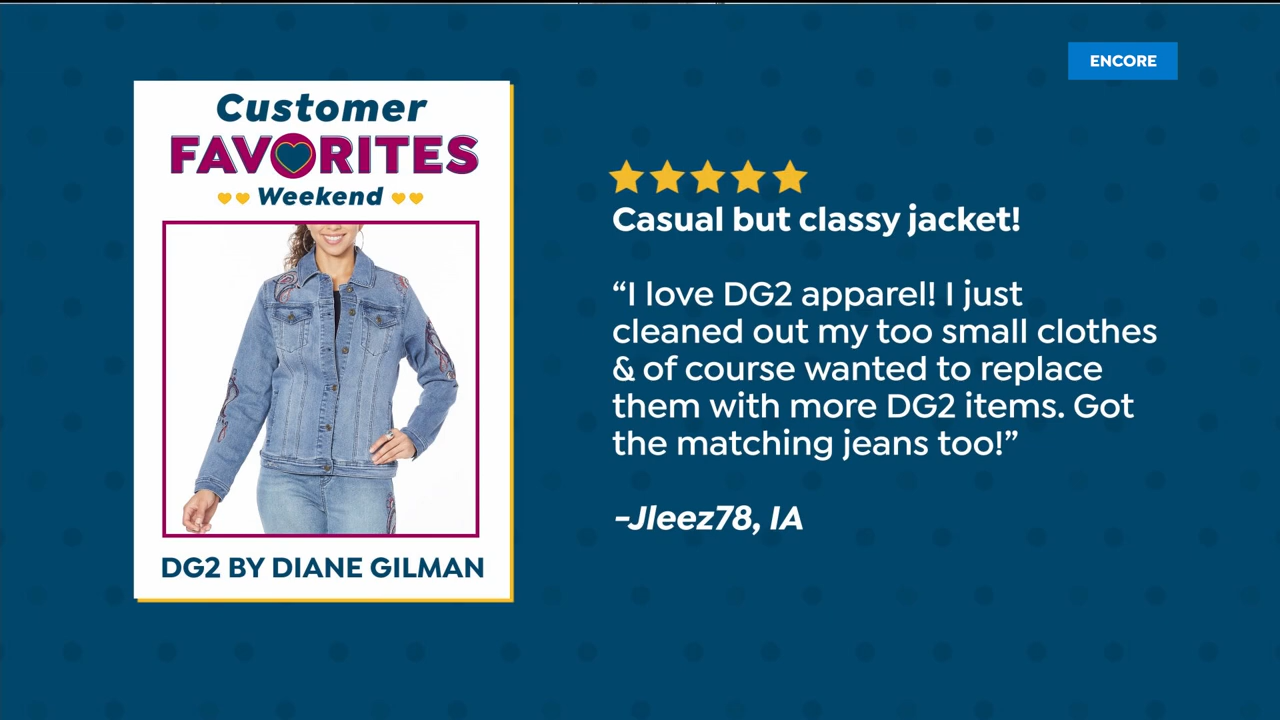 ENCORE
Customer
FAVORITES
Weekend
DG2 BY DIANE GILMAN
Casual but classy jacket!
“I love DG2 apparel! I just
cleaned out my too small clothes
& of course wanted to replace
them with more DG2 items. Got
the matching jeans too!”
-Jleez78, IA